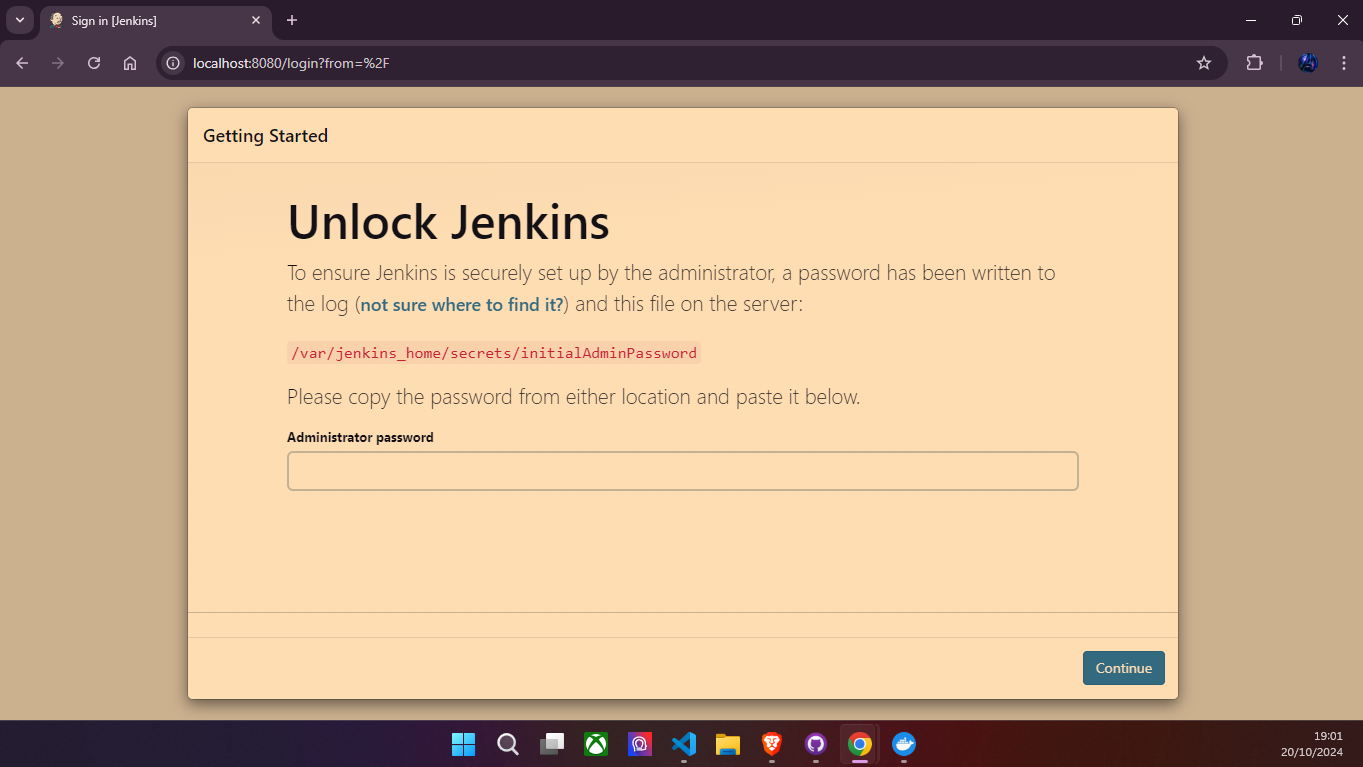 Sign in [Jenkins]
localhost:8080/login?from=%2F
Getting Started
Unlock Jenkins
To ensure Jenkins is securely set up by the administrator, a password has been written to
the log (not sure where to find it?) and this file on the server:
/var/jenkins_home/secrets/initialAdminPassword
Please copy the password from either location and paste it below.
Administrator password
Continue
19:01
20/10/2024